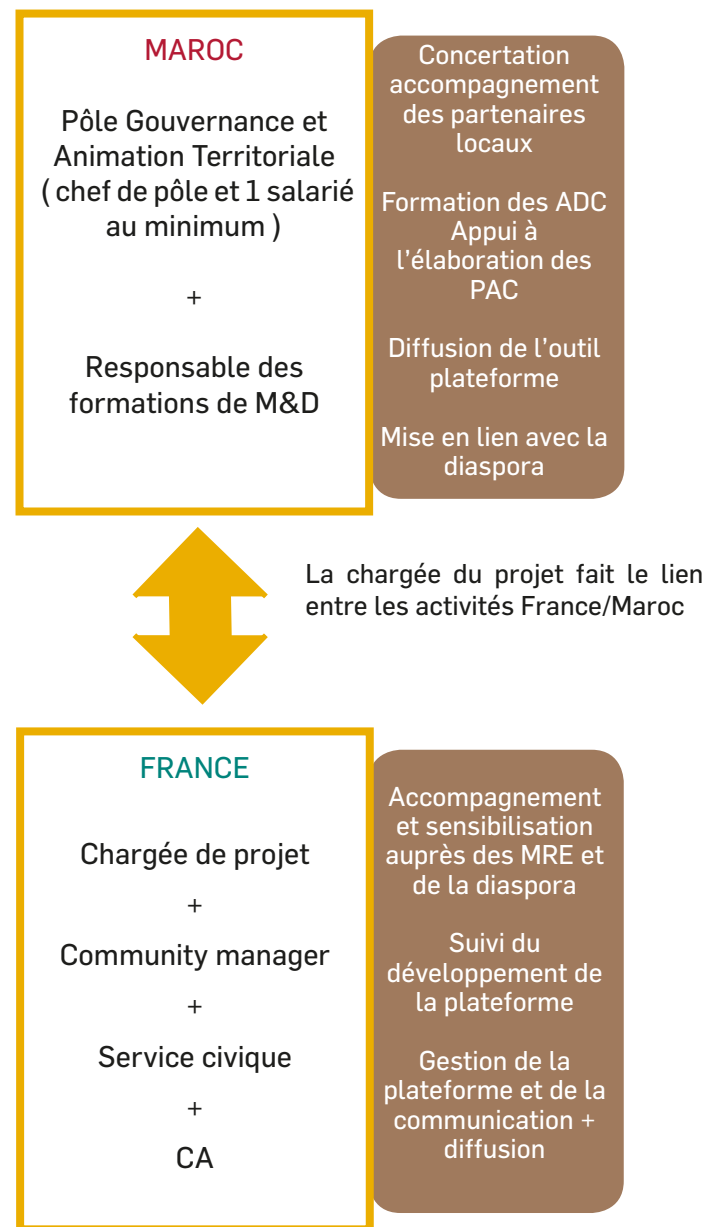 MAROC
Pôle Gouvernance et
Animation Territoriale
( chef de pôle et 1 salarié
au minimum )
+
Responsable des
formations de M&D
Concertation
accompagnement
des partenaires
locaux
Formation des ADC
Appui à
l'élaboration des
PAC
Diffusion de l'outil
plateforme
Mise en lien avec la
diaspora
La chargée du projet fait le lien
entre les activités France/Maroc
FRANCE
Chargée de projet
+
Community manager
+
Service civique
+
CA
Accompagnement
et sensibilisation
auprès des MRE et
de la diaspora
Suivi du
développement de
la plateforme
Gestion de la
plateforme et de la
communication +
diffusion